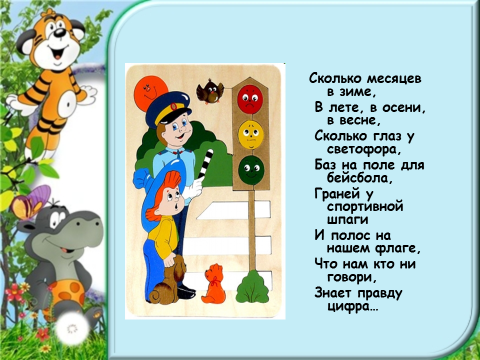 Сколько месяцев
в зиме,
В лете, в осени,
в весне,
Сколько глаз у
светофора,
Баз на поле для
бейсбола,
Граней у
спортивной
шпаги
И полос на
нашем флаге,
Что нам кто ни
говори,
Знает правду
цифра…